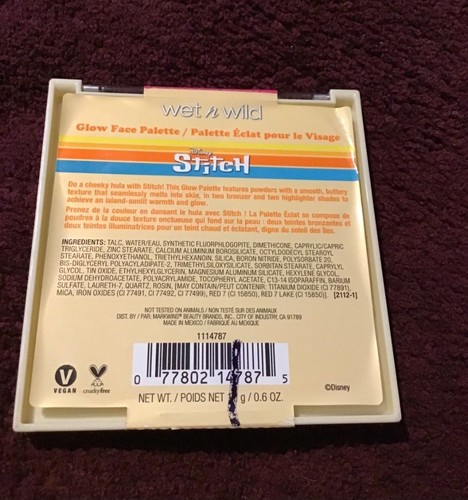 wet n wild
Glow Face Palette / Palette Éclat pour le Visage
Disney
StitcH
Do a cheeky hula with Stitch! This Glow Palette features powders with a smooth, buttery
texture that seamlessly melts into skin, in two bronzer and two highlighter shades to
achieve an island-sunlit warmth and glow.
Prenez de la couleur en dansant le hula avec Stitch ! La Palette Éclat se compose de
poudres à la douce texture onctueuse qui fond sur la peau : deux teintes bronzantes et
deux teintes illuminatrices pour un teint chaud et éclatant, digne du soleil des îles.
INGREDIENTS: TALC, WATER/EAU, SYNTHETIC FLUORPHLOGOPITE, DIMETHICONE, CAPRYLIC/CAPRIC
TRIGLYCERIDE, ZINC STEARATE, CALCIUM ALUMINUM BOROSILICATE, OCTYLDODECYL STEAROYL
STEARATE, PHENOXYETHANOL, TRIETHYLHEXANOIN, SILICA, BORON NITRIDE, POLYSORBATE 20,
BIS-DIGLYCERYL POLYACYLADIPATE-2, TRIMETHYLSILOXYSILICATE, SORBITAN STEARATE, CAPRYLYL
GLYCOL, TIN OXIDE, ETHYLHEXYLGLYCERIN, MAGNESIUM ALUMINUM SILICATE, HEXYLENE GLYCOL,
SODIUM DEHYDROACETATE, POLYACRYLAMIDE, TOCOPHERYL ACETATE, C13-14 ISOPARAFFIN, BARIUM
SULFATE, LAURETH-7, QUARTZ, ROSIN, [MAY CONTAIN/PEUT CONTENIR: TITANIUM DIOXIDE (CI 77891),
MICA, IRON OXIDES (CI 77491, CI 77492, CI 77499), RED 7 (CI 15850), RED 7 LAKE (CI 15850)]. [2112-1]
NOT TESTED ON ANIMALS / NON TESTÉ SUR DES ANIMAUX
DIST. BY / PAR: MARKWINS® BEAUTY BRANDS, INC., CITY OF INDUSTRY, CA 91789
MADE IN MEXICO / FABRIQUÉ AU MEXIQUE
1114787
0 77802 14787 5
V
VEGAN
crueltyfree
©Disney
NET WT. / POIDS NET g / 0.6 OZ.